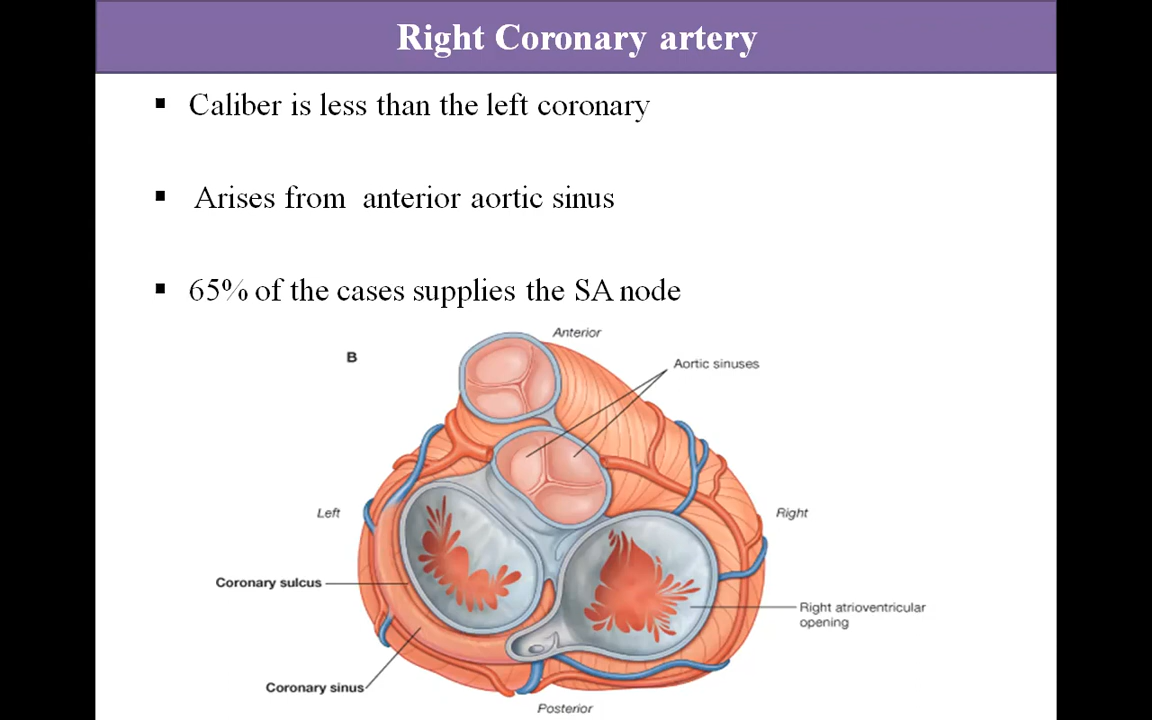 Right Coronary artery
▪ Caliber is less than the left coronary
▪ Arises from anterior aortic sinus
▪ 65% of the cases supplies the SA node
Anterior
B
Aortic sinuses
Left
Right
Coronary sulcus
Right atrioventricular
opening
Coronary sinus
Posterior